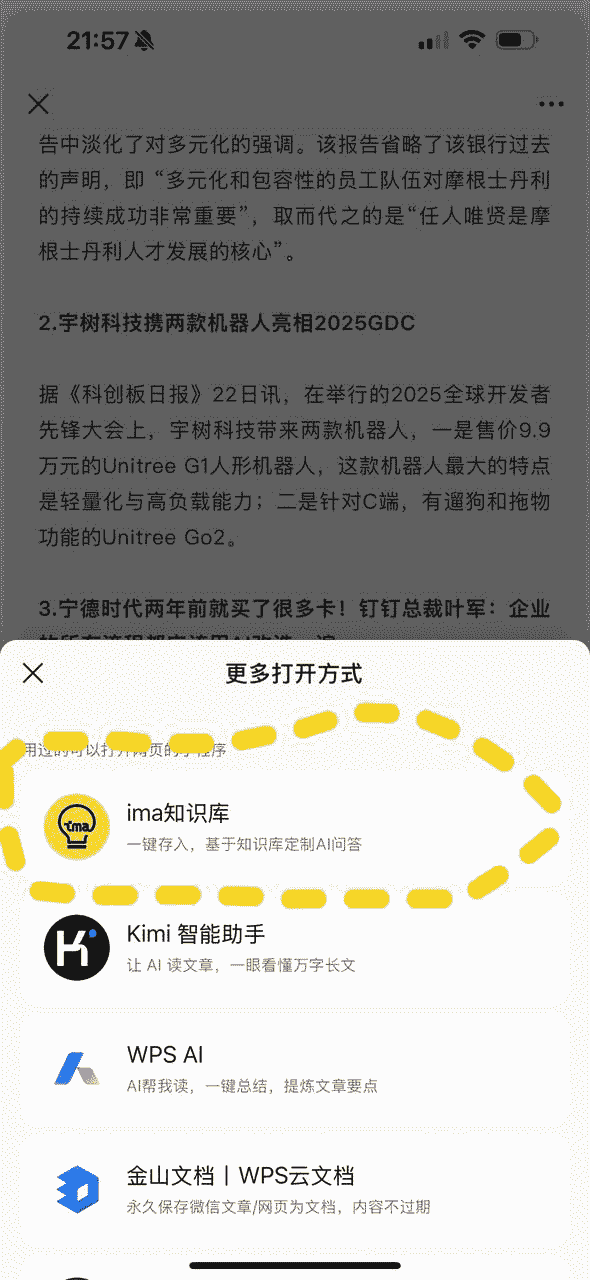 21:57
告中淡化了对多元化的强调。该报告省略了该银行过去
的声明，即“多元化和包容性的员工队伍对摩根士丹利
的持续成功非常重要”，取而代之的是“任人唯贤是摩
根士丹利人才发展的核心”。
2.宇树科技携两款机器人亮相2025GDC
据《科创板日报》22日讯，在举行的2025全球开发者
先锋大会上，宇树科技带来两款机器人，一是售价9.9
万元的Unitree G1人形机器人，这款机器人最大的特点
是轻量化与高负载能力；二是针对C端，有遛狗和拖物
功能的Unitree Go2。
3.宁德时代两年前就买了很多卡！钉钉总裁叶军：企业
更多打开方式
用过的可以打开网页的小程序
ima
ima知识库
一键存入，基于知识库定制AI问答
Kimi 智能助手
让 AI 读文章，一眼看懂万字长文
WPS AI
AI帮我读，一键总结，提炼文章要点
金山文档丨WPS云文档
永久保存微信文章/网页为文档，内容不过期